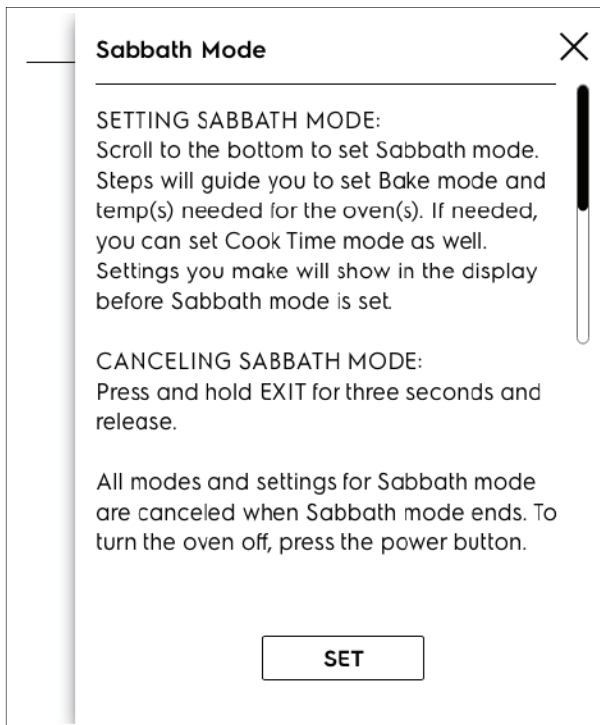 Sabbath Mode
SETTING SABBATH MODE:
Scroll to the bottom to set Sabbath mode.
Steps will guide you to set Bake mode and
temp(s) needed for the oven(s). If needed,
you can set Cook Time mode as well.
Settings you make will show in the display
before Sabbath mode is set.
CANCELING SABBATH MODE:
Press and hold EXIT for three seconds and
release.
All modes and settings for Sabbath mode
are canceled when Sabbath mode ends. To
turn the oven off, press the power button.
SET